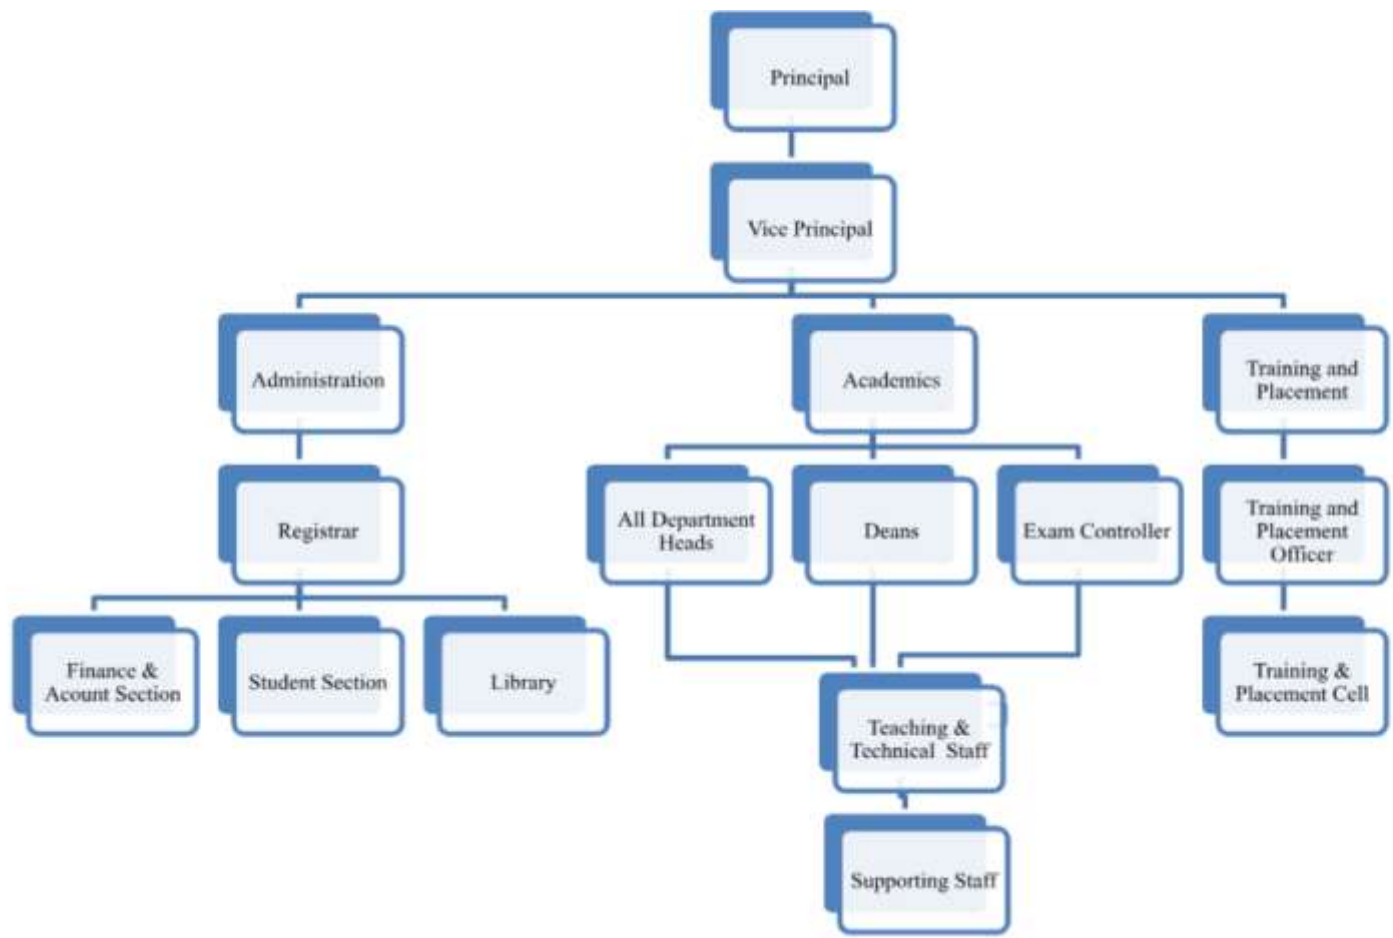 Principal
Vice Principal
Administration
Academics
Training and
Placement
Registrar
All Department
Heads
Deans
Exam Controller
Training and
Placement
Officer
Finance &
Acount Section
Student Section
Library
Training &
Placement Cell
Teaching &
Technical Staff
Supporting Staff